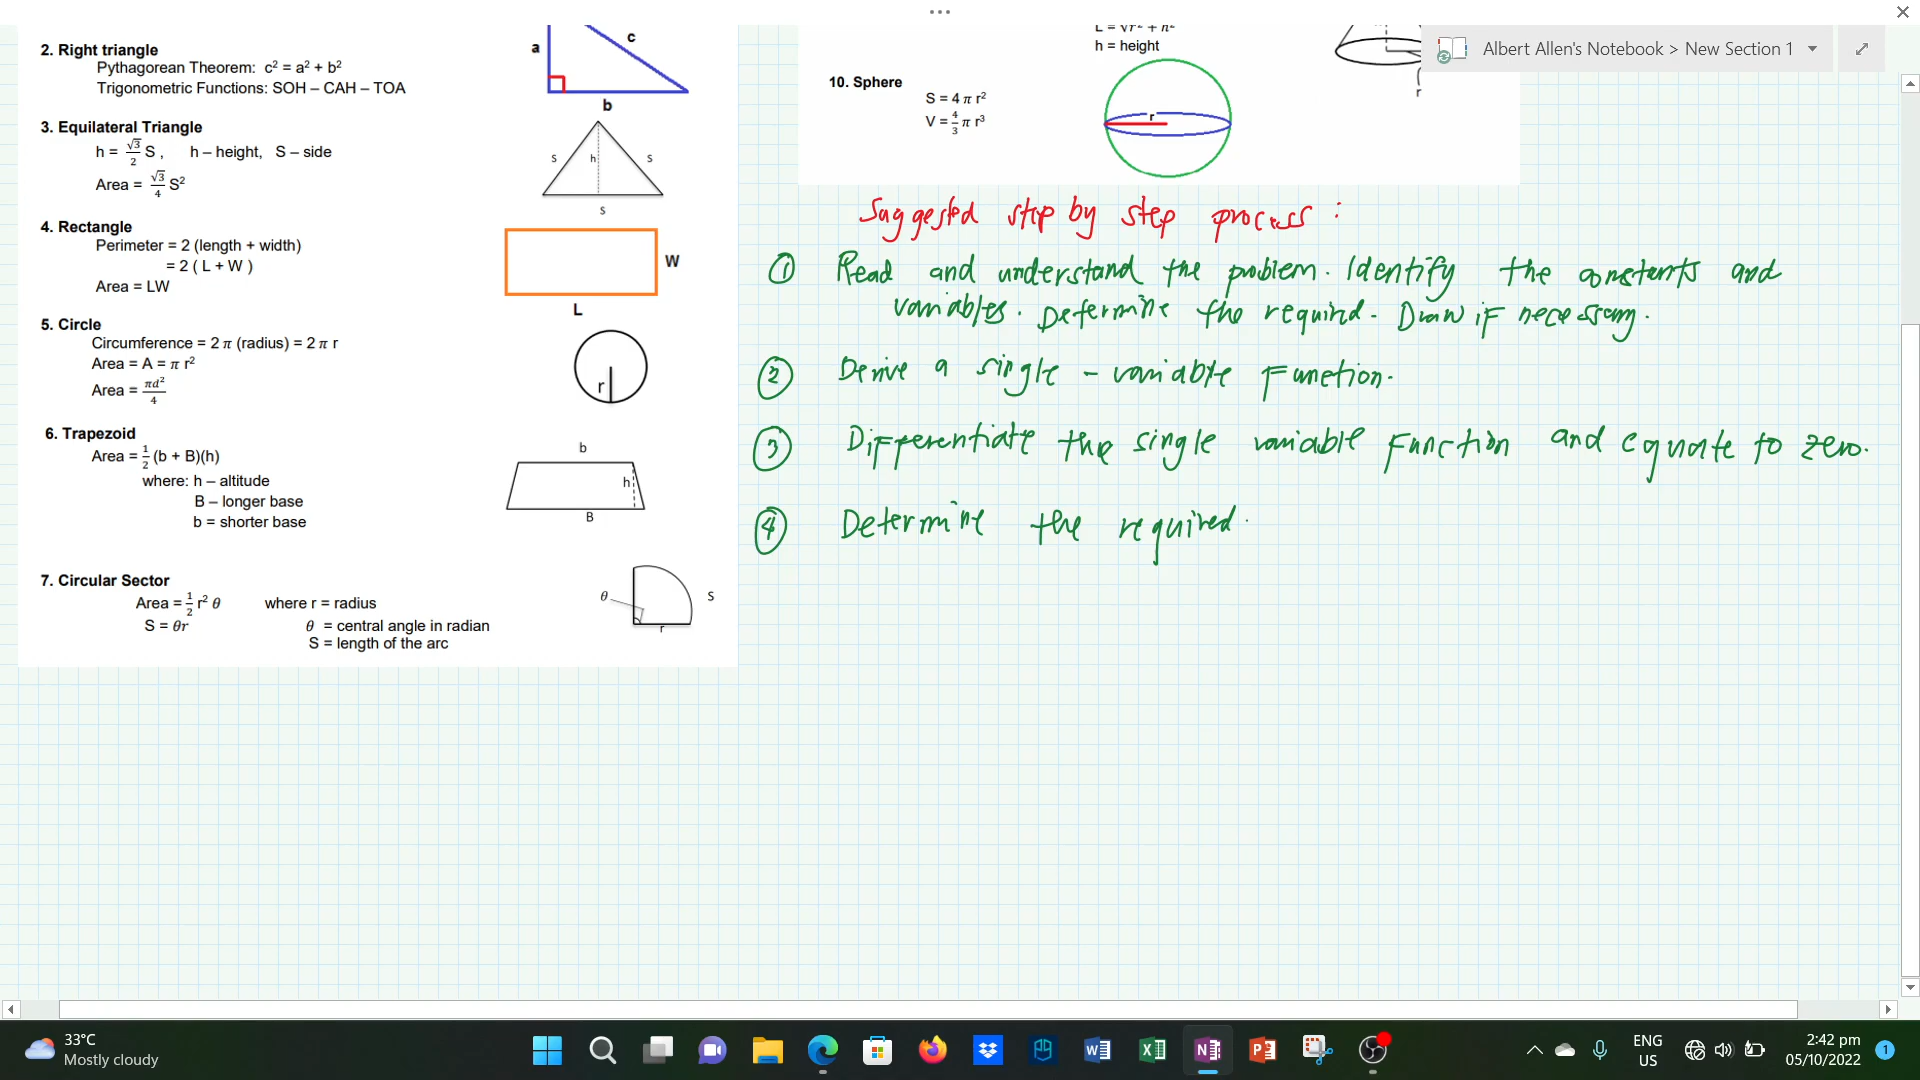 2. Right triangle
Pythagorean Theorem: c² = a² + b²
Trigonometric Functions: SOH – CAH – TOA
a
c
b
3. Equilateral Triangle
h = √3/2 S , h – height, S – side
Area = √3/4 S²
S
h
S
S
4. Rectangle
Perimeter = 2 (length + width)
= 2 ( L + W )
Area = LW
W
L
5. Circle
Circumference = 2 π (radius) = 2 π r
Area = A = π r²
Area = πd²/4
r
6. Trapezoid
Area = 1/2 (b + B)(h)
where: h – altitude
B – longer base
b = shorter base
b
h
B
7. Circular Sector
Area = 1/2 r² θ where r = radius
S = θr θ = central angle in radian
S = length of the arc
θ
S
r
L = √r² + h²
h = height
r
10. Sphere
S = 4 π r²
V = 4/3 π r³
r
Albert Allen's Notebook > New Section 1
Suggested step by step process :
① Read and understand the problem. Identify the constants and
variables. Determine the required. Draw if necessary.
② Derive a single - variable function.
③ Differentiate the single variable function and equate to zero.
④ Determine the required.
33°C
Mostly cloudy
ENG
US
2:42 pm
05/10/2022
1